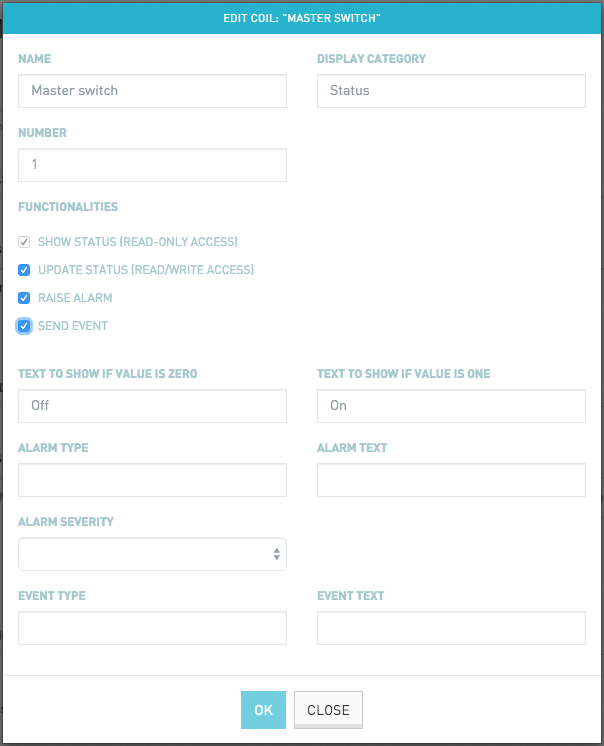 EDIT COIL: "MASTER SWITCH"
NAME
DISPLAY CATEGORY
Master switch
Status
NUMBER
1
FUNCTIONALITIES
SHOW STATUS (READ-ONLY ACCESS)
UPDATE STATUS (READ/WRITE ACCESS)
RAISE ALARM
SEND EVENT
TEXT TO SHOW IF VALUE IS ZERO
TEXT TO SHOW IF VALUE IS ONE
Off
On
ALARM TYPE
ALARM TEXT
ALARM SEVERITY
EVENT TYPE
EVENT TEXT
OK
CLOSE